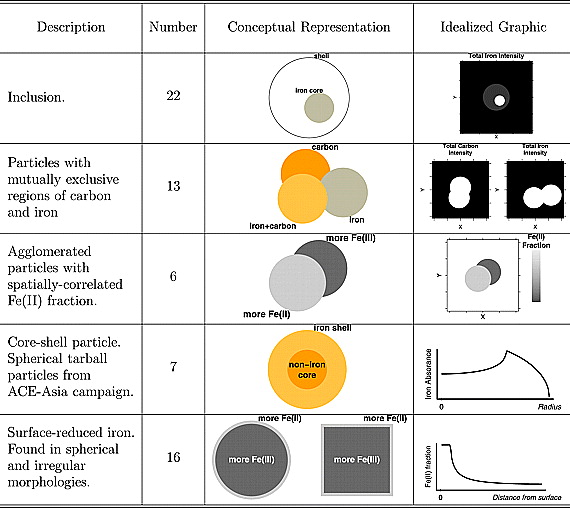 Description Number Conceptual Representation Idealized Graphic
Inclusion.
22
shell
iron core
Total Iron Intensity
Y
X
Particles with
mutually exclusive
regions of carbon
and iron
13
carbon
iron
iron+carbon
Total Carbon
Intensity
Total Iron
Intensity
Y
X
Y
X
Agglomerated
particles with
spatially-correlated
Fe(II) fraction.
6
more Fe(III)
more Fe(II)
Fe(II)
Fraction
Y
X
Core-shell particle.
Spherical tarball
particles from
ACE-Asia campaign.
7
iron shell
non-iron
core
Iron Absorance
0
Radius
Surface-reduced iron.
Found in spherical
and irregular
morphologies.
16
more Fe(II)
more Fe(III)
more Fe(II)
more Fe(III)
Fe(II) fraction
0
Distance from surface